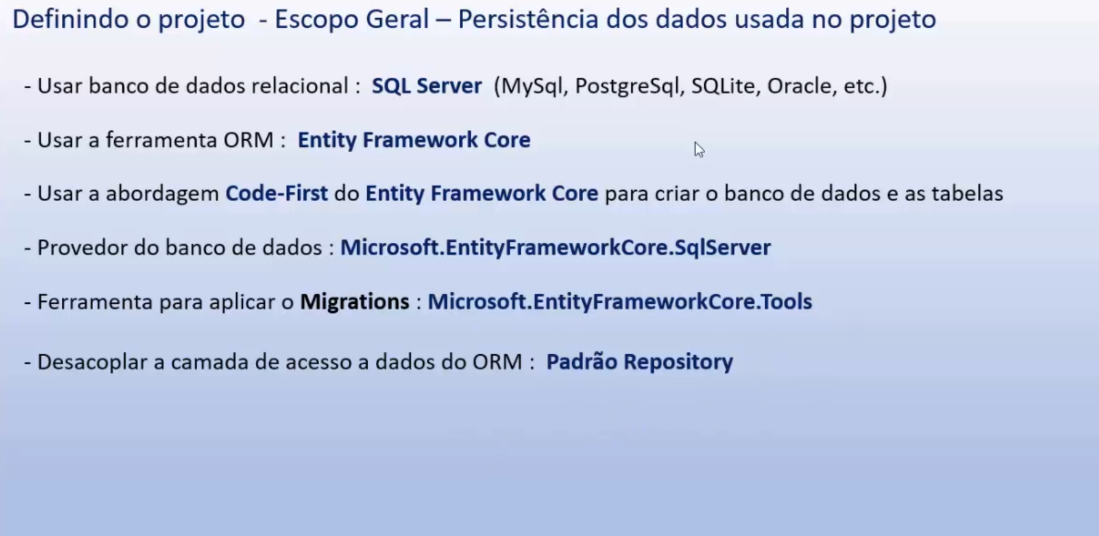 Definindo o projeto - Escopo Geral – Persistência dos dados usada no projeto
- Usar banco de dados relacional : SQL Server (MySql, PostgreSql, SQLite, Oracle, etc.)
- Usar a ferramenta ORM : Entity Framework Core
- Usar a abordagem Code-First do Entity Framework Core para criar o banco de dados e as tabelas
- Provedor do banco de dados : Microsoft.EntityFrameworkCore.SqlServer
- Ferramenta para aplicar o Migrations : Microsoft.EntityFrameworkCore.Tools
- Desacoplar a camada de acesso a dados do ORM : Padrão Repository